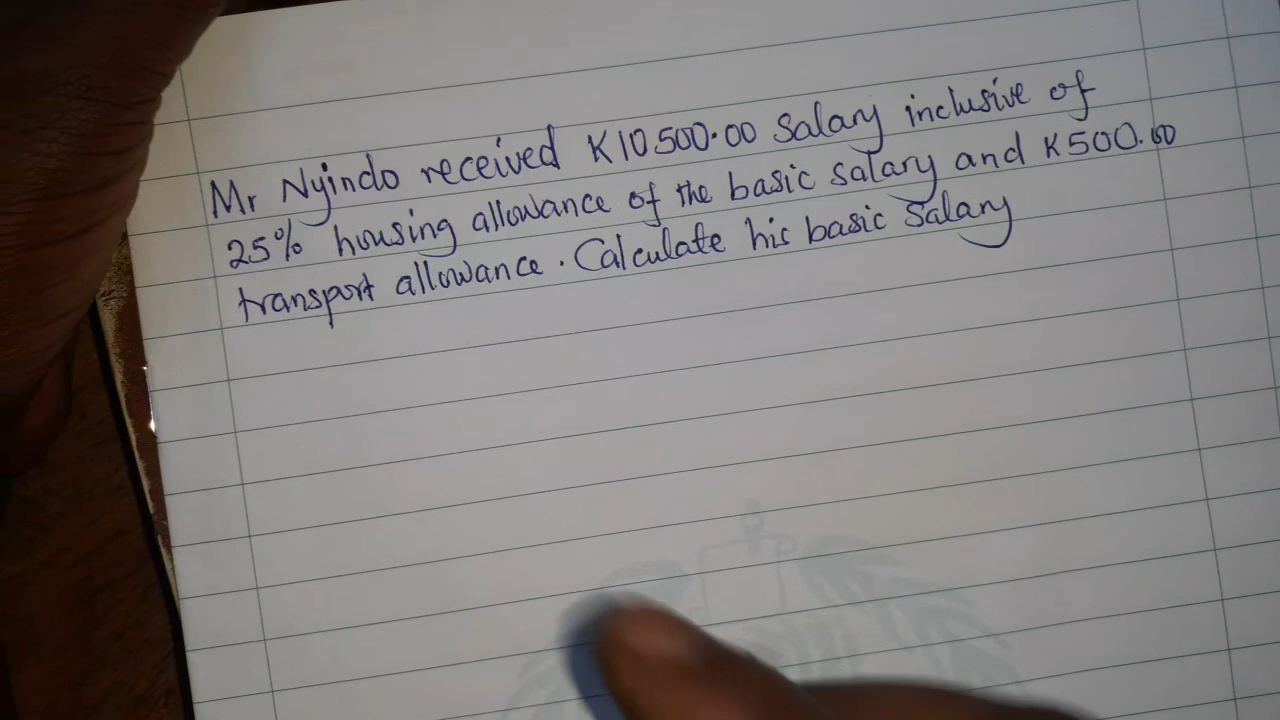 Mr Nyindo received K10500.00 Salary inclusive of
25% housing allowance of the basic salary and K500.00
transport allowance. Calculate his basic Salary